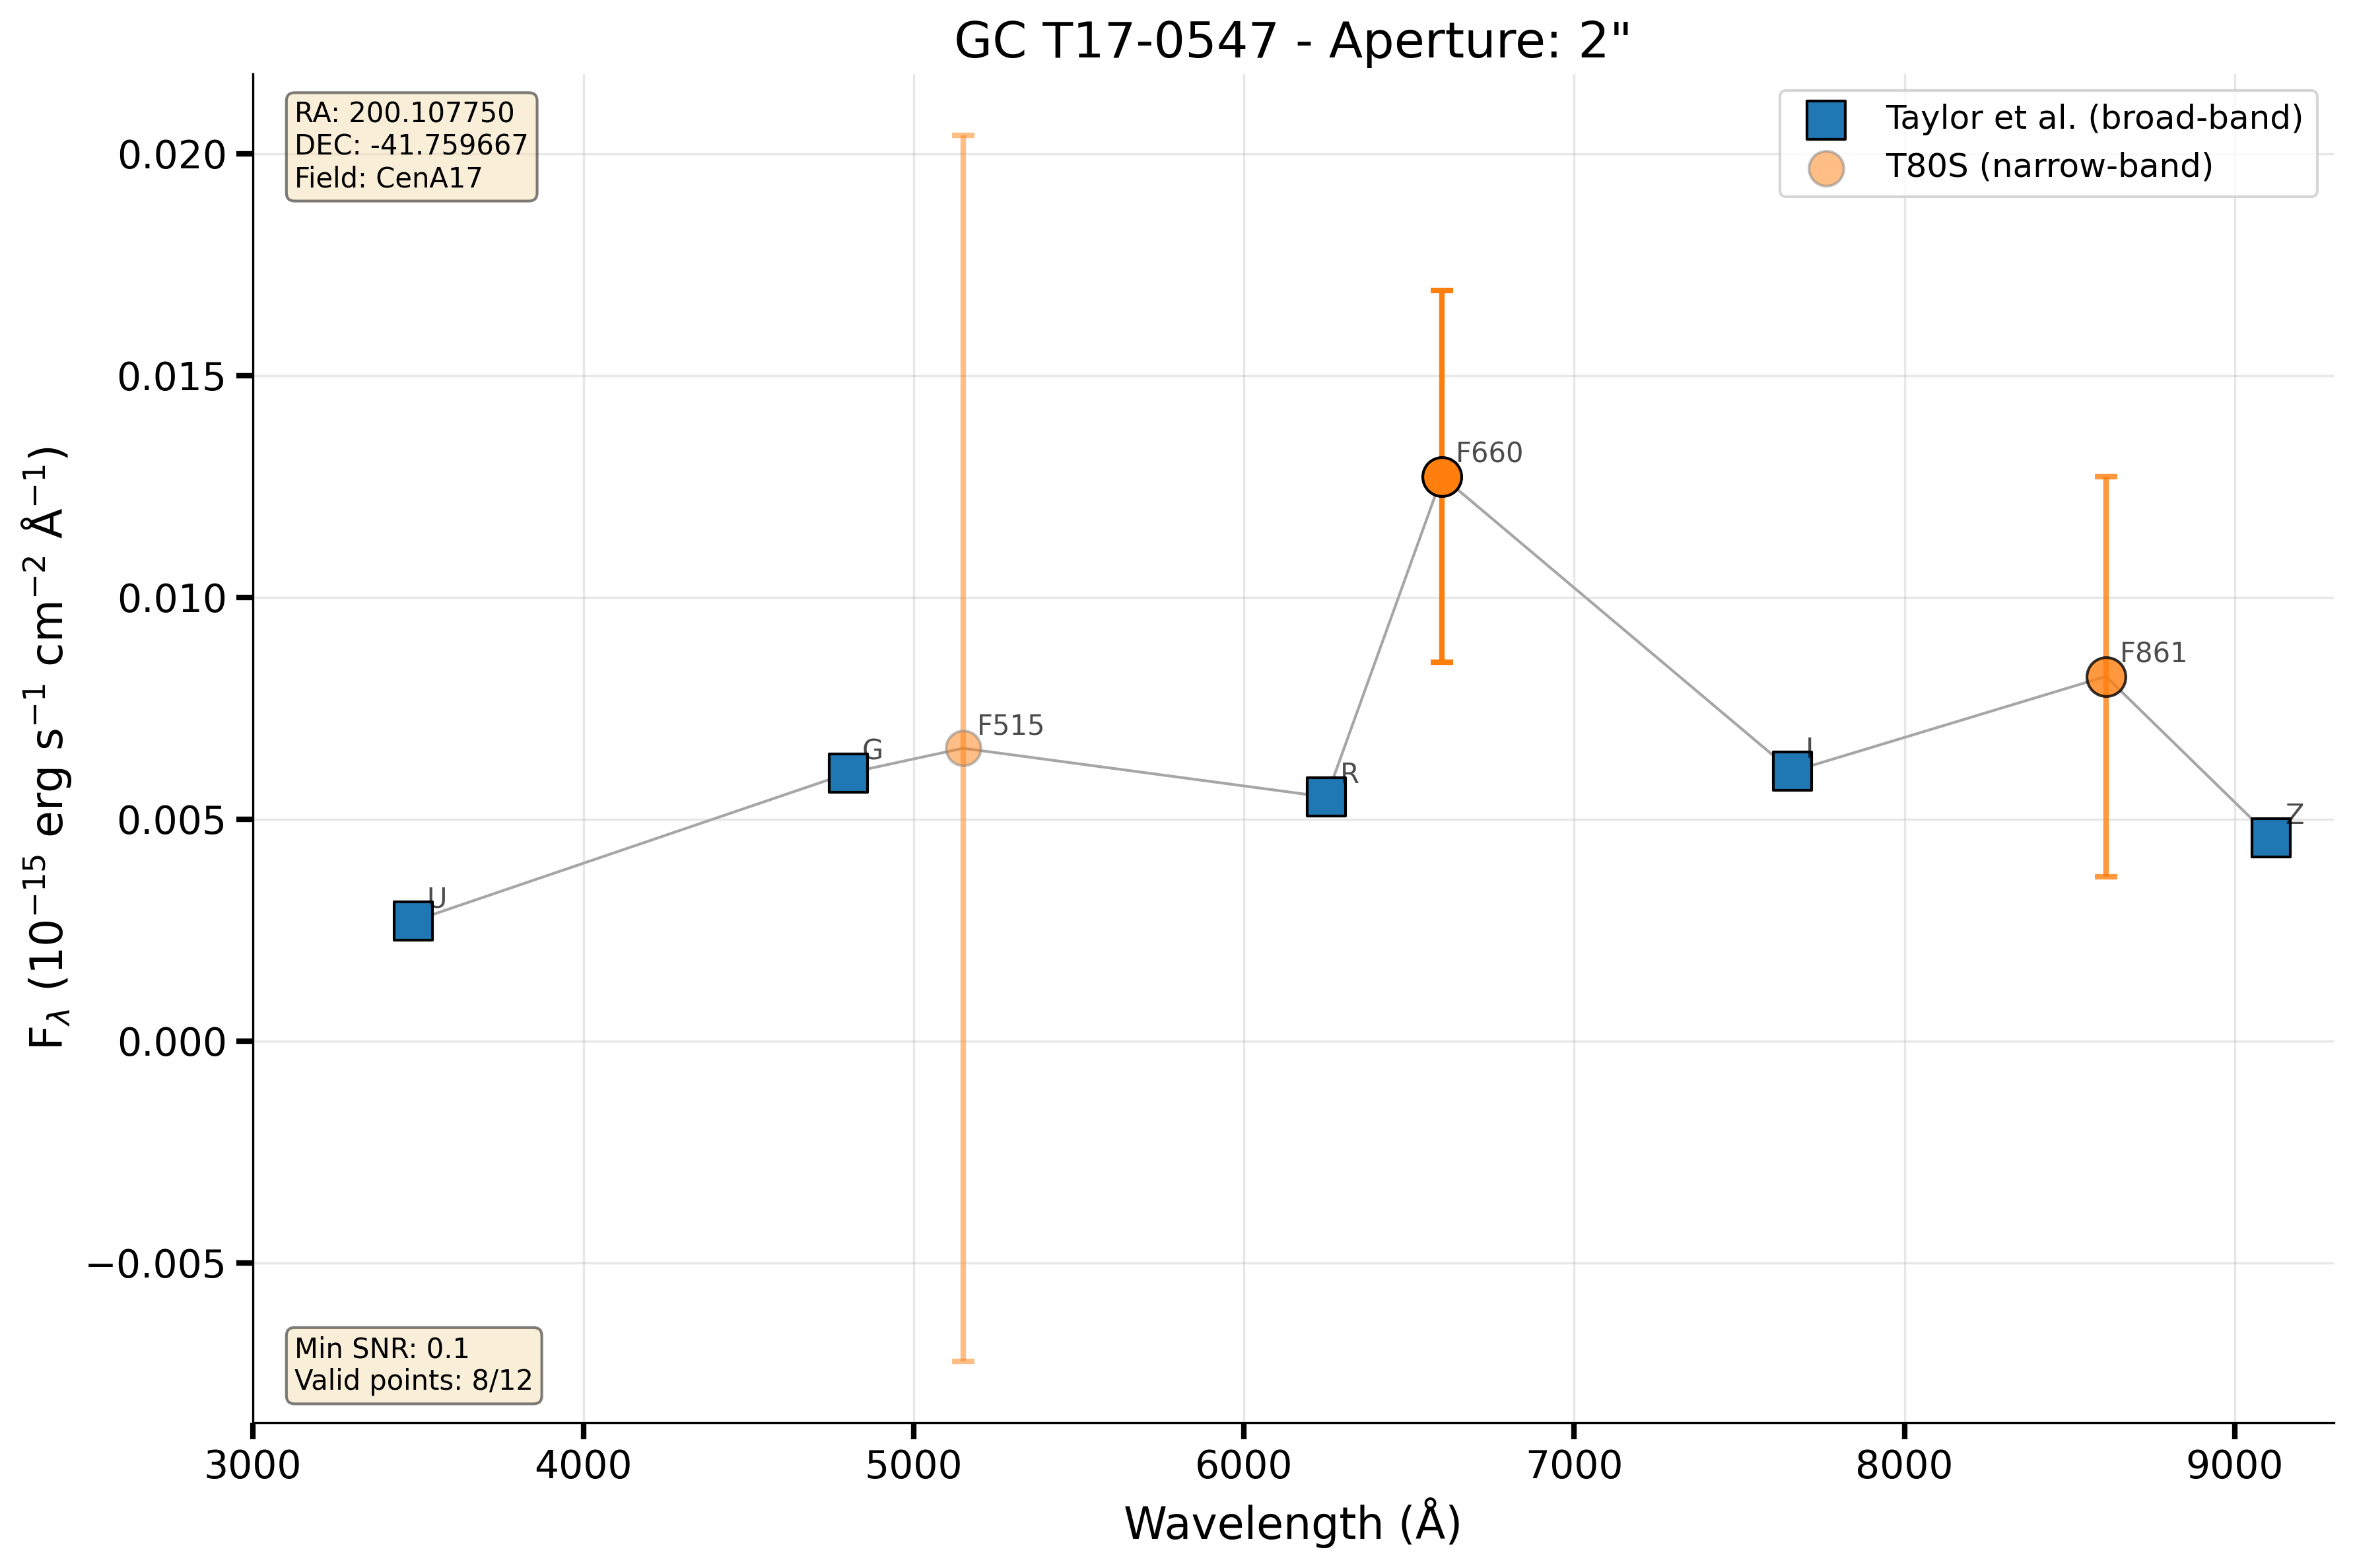 GC T17-0547 - Aperture: 2"
RA: 200.107750
DEC: -41.759667
Field: CenA17
Taylor et al. (broad-band)
T80S (narrow-band)
0.020
0.015
0.010
0.005
0.000
−0.005
F_λ (10⁻¹⁵ erg s⁻¹ cm⁻² Å⁻¹)
U
G
F515
R
F660
I
F861
Z
Min SNR: 0.1
Valid points: 8/12
3000 4000 5000 6000 7000 8000 9000
Wavelength (Å)